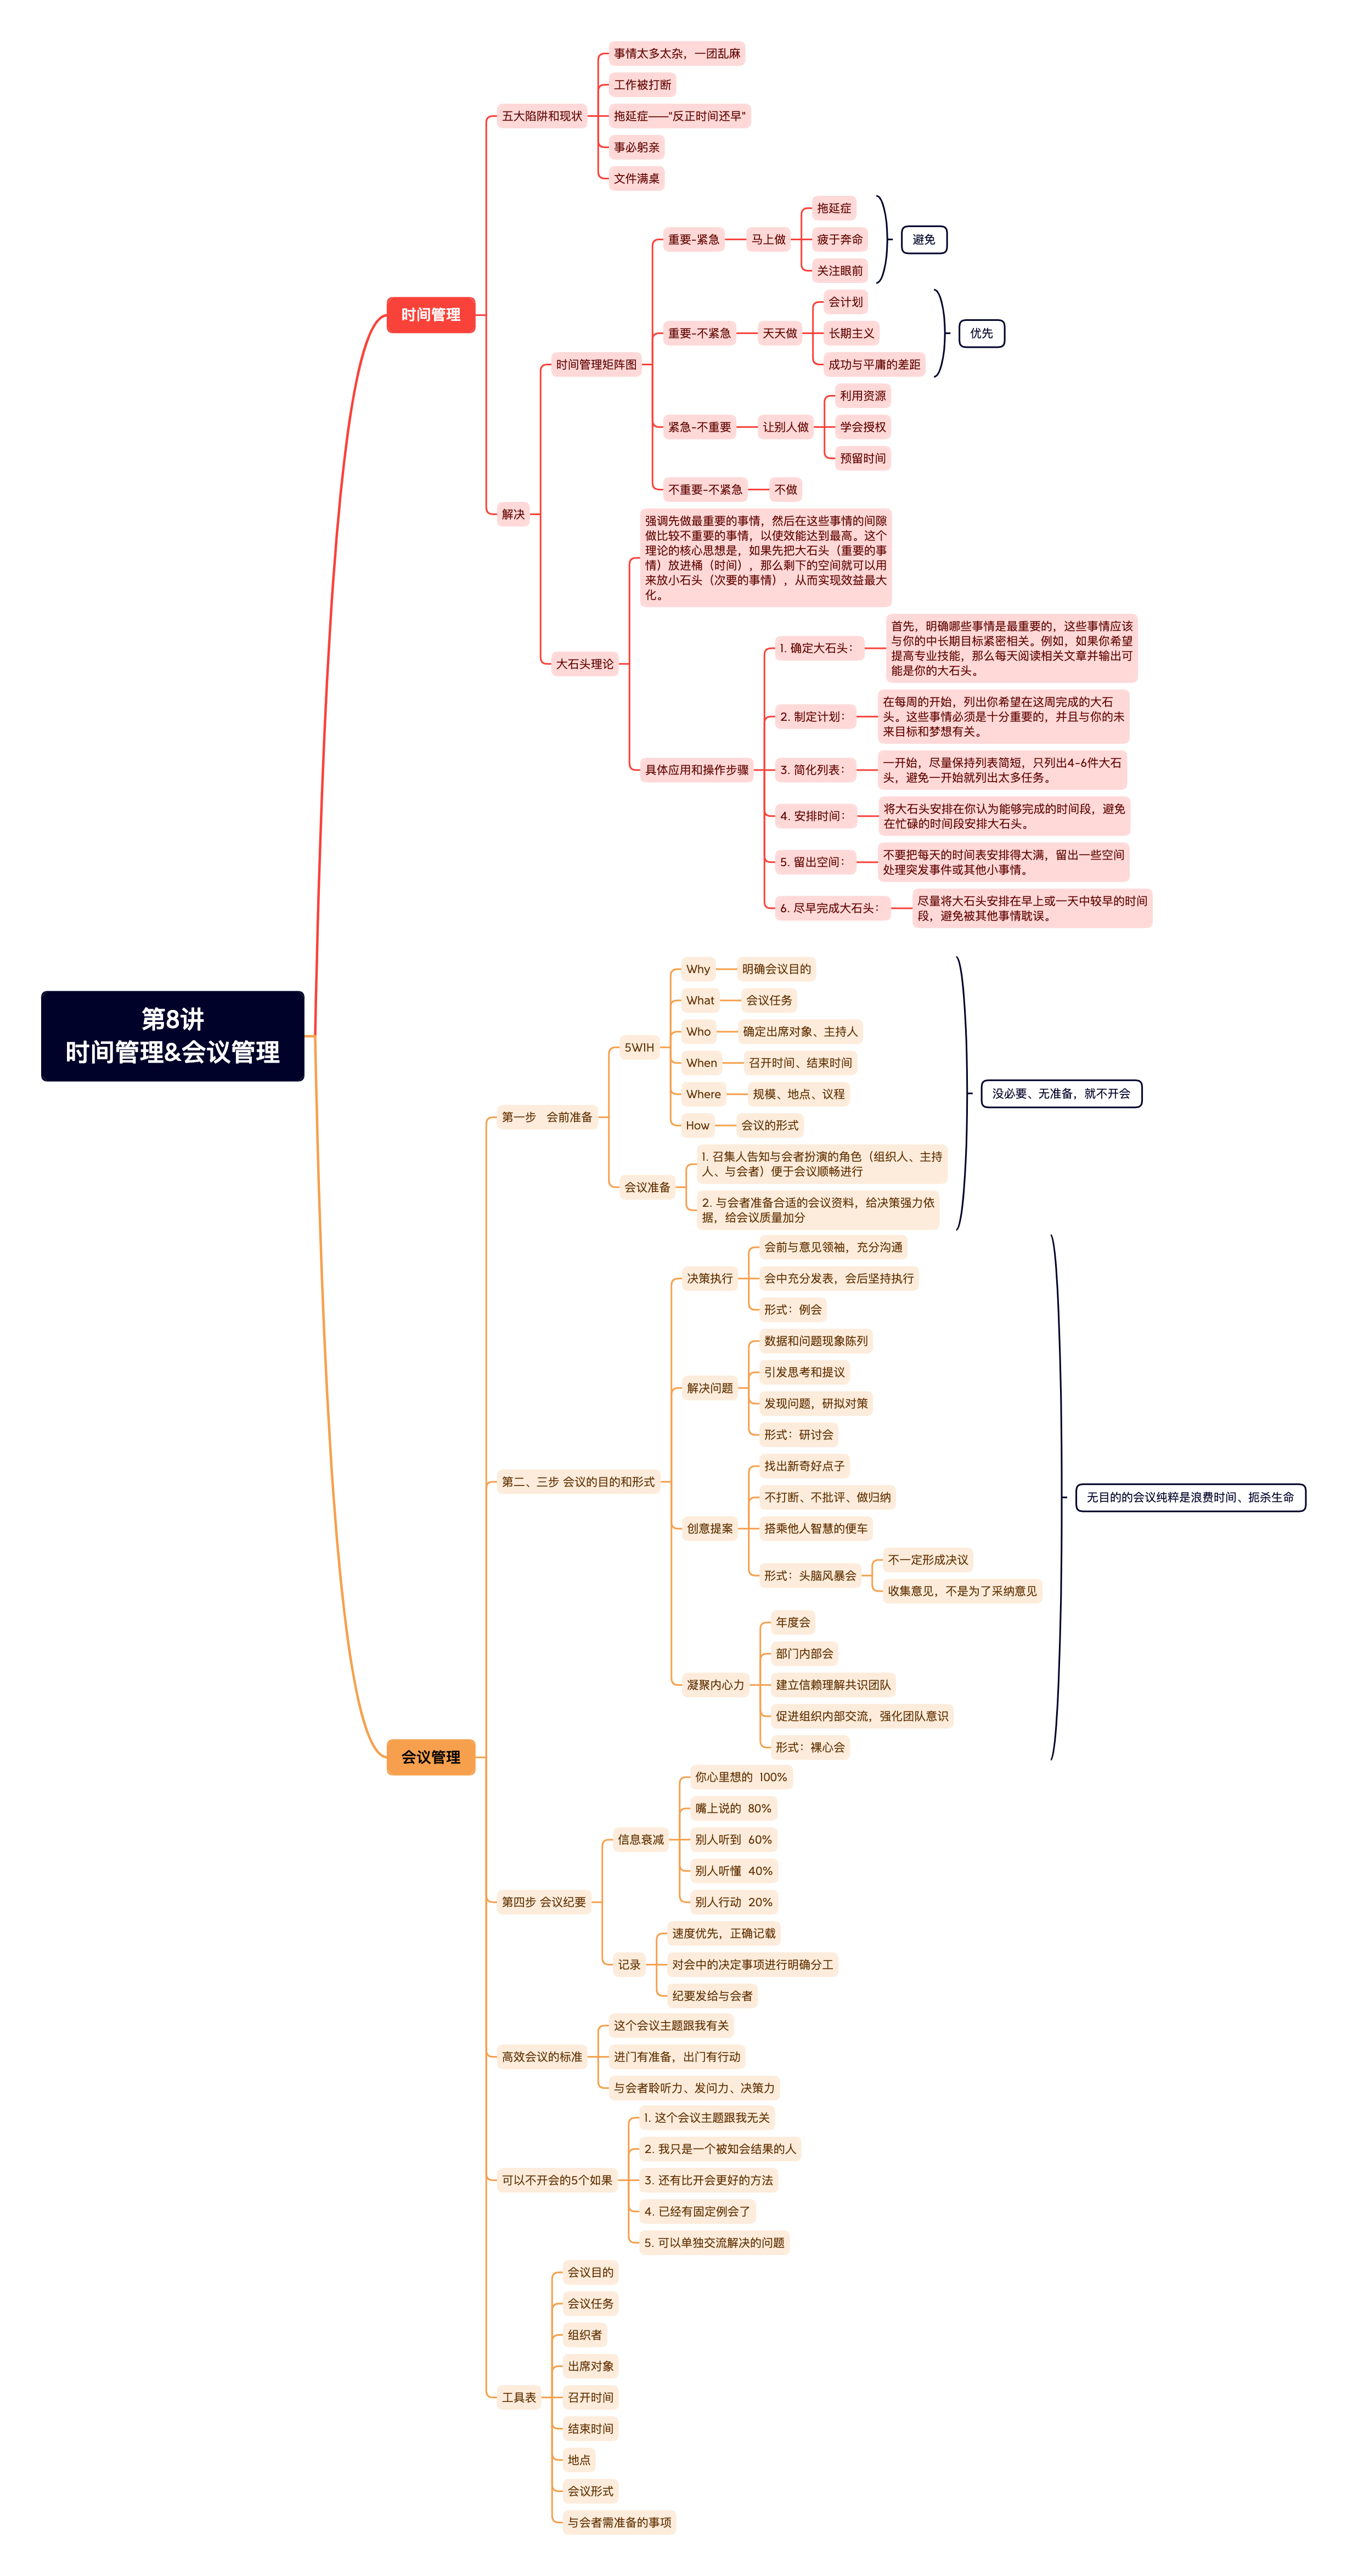 第8讲
时间管理&会议管理
时间管理
五大陷阱和现状
事情太多太杂，一团乱麻
工作被打断
拖延症——"反正时间还早"
事必躬亲
文件满桌
解决
时间管理矩阵图
重要-紧急
马上做
拖延症
疲于奔命
关注眼前
避免
重要-不紧急
天天做
会计划
长期主义
成功与平庸的差距
优先
紧急-不重要
让别人做
利用资源
学会授权
预留时间
不重要-不紧急
不做
大石头理论
强调先做最重要的事情，然后在这些事情的间隙
做比较不重要的事情，以使效能达到最高。这个
理论的核心思想是，如果先把大石头（重要的事
情）放进桶（时间），那么剩下的空间就可以用
来放小石头（次要的事情），从而实现效益最大
化。
具体应用和操作步骤
1. 确定大石头：
首先，明确哪些事情是最重要的，这些事情应该
与你的中长期目标紧密相关。例如，如果你希望
提高专业技能，那么每天阅读相关文章并输出可
能是你的大石头。
2. 制定计划：
在每周的开始，列出你希望在这周完成的大石
头。这些事情必须是十分重要的，并且与你的未
来目标和梦想有关。
3. 简化列表：
一开始，尽量保持列表简短，只列出4-6件大石
头，避免一开始就列出太多任务。
4. 安排时间：
将大石头安排在你认为能够完成的时间段，避免
在忙碌的时间段安排大石头。
5. 留出空间：
不要把每天的时间表安排得太满，留出一些空间
处理突发事件或其他小事情。
6. 尽早完成大石头：
尽量将大石头安排在早上或一天中较早的时间
段，避免被其他事情耽误。
会议管理
第一步 会前准备
5W1H
Why
明确会议目的
What
会议任务
Who
确定出席对象、主持人
When
召开时间、结束时间
Where
规模、地点、议程
How
会议的形式
会议准备
1. 召集人告知与会者扮演的角色（组织人、主持
人、与会者）便于会议顺畅进行
2. 与会者准备合适的会议资料，给决策强力依
据，给会议质量加分
没必要、无准备，就不开会
第二、三步 会议的目的和形式
决策执行
会前与意见领袖，充分沟通
会中充分发表，会后坚持执行
形式：例会
解决问题
数据和问题现象陈列
引发思考和提议
发现问题，研拟对策
形式：研讨会
创意提案
找出新奇好点子
不打断、不批评、做归纳
搭乘他人智慧的便车
形式：头脑风暴会
不一定形成决议
收集意见，不是为了采纳意见
凝聚内心力
年度会
部门内部会
建立信赖理解共识团队
促进组织内部交流，强化团队意识
形式：裸心会
无目的的会议纯粹是浪费时间、扼杀生命
第四步 会议纪要
信息衰减
你心里想的 100%
嘴上说的 80%
别人听到 60%
别人听懂 40%
别人行动 20%
记录
速度优先，正确记载
对会中的决定事项进行明确分工
纪要发给与会者
高效会议的标准
这个会议主题跟我有关
进门有准备，出门有行动
与会者聆听力、发问力、决策力
可以不开会的5个如果
1. 这个会议主题跟我无关
2. 我只是一个被知会结果的人
3. 还有比开会更好的方法
4. 已经有固定例会了
5. 可以单独交流解决的问题
工具表
会议目的
会议任务
组织者
出席对象
召开时间
结束时间
地点
会议形式
与会者需准备的事项